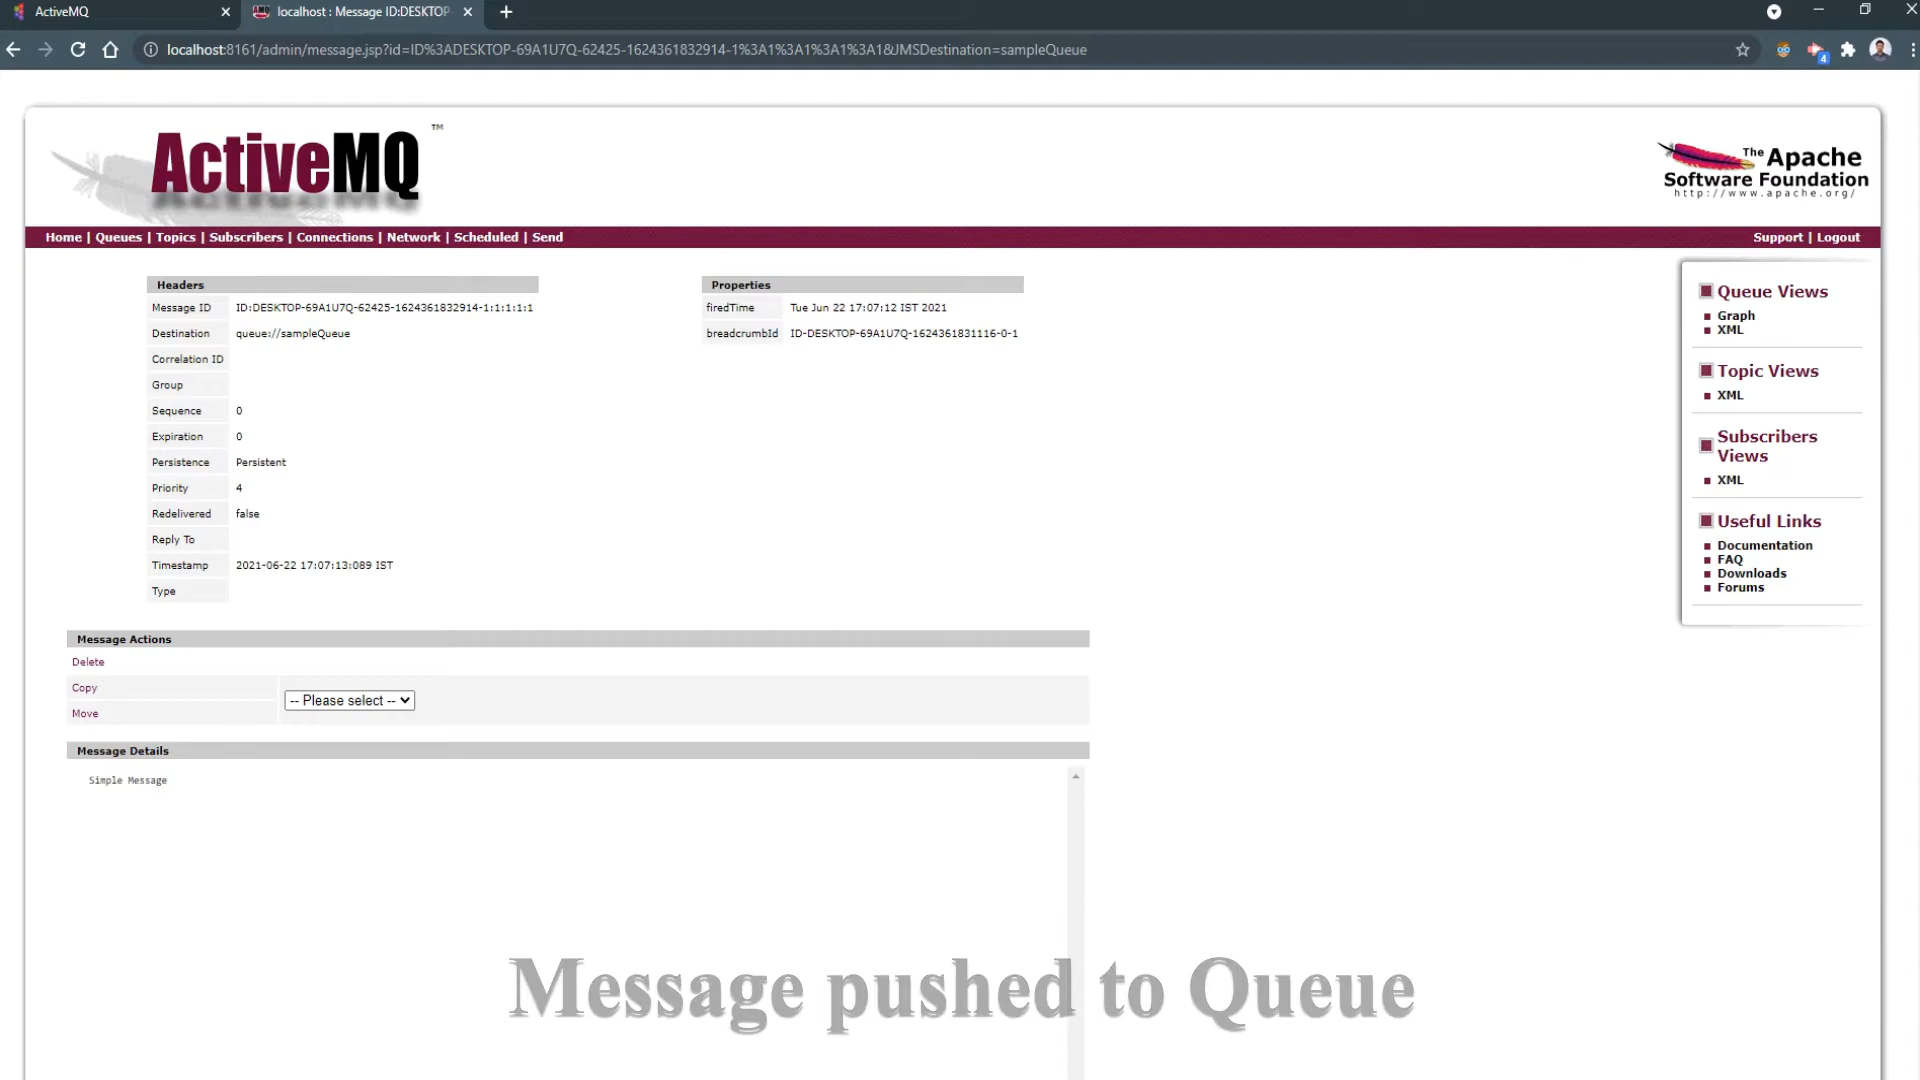 ActiveMQ
localhost : Message ID:DESKTOP-
localhost:8161/admin/message.jsp?id=ID%3ADESKTOP-69A1U7Q-62425-1624361832914-1%3A1%3A1%3A1%3A1&JMSDestination=sampleQueue
4
ActiveMQ ™
The Apache
Software Foundation
http://www.apache.org/
Home | Queues | Topics | Subscribers | Connections | Network | Scheduled | Send
Support | Logout
Headers
Message ID ID:DESKTOP-69A1U7Q-62425-1624361832914-1:1:1:1:1
Destination queue://sampleQueue
Correlation ID
Group
Sequence 0
Expiration 0
Persistence Persistent
Priority 4
Redelivered false
Reply To
Timestamp 2021-06-22 17:07:13:089 IST
Type
Properties
firedTime Tue Jun 22 17:07:12 IST 2021
breadcrumbId ID-DESKTOP-69A1U7Q-1624361831116-0-1
Queue Views
Graph
XML
Topic Views
XML
Subscribers
Views
XML
Useful Links
Documentation
FAQ
Downloads
Forums
Message Actions
Delete
Copy
-- Please select --
Move
Message Details
Simple Message
Message pushed to Queue